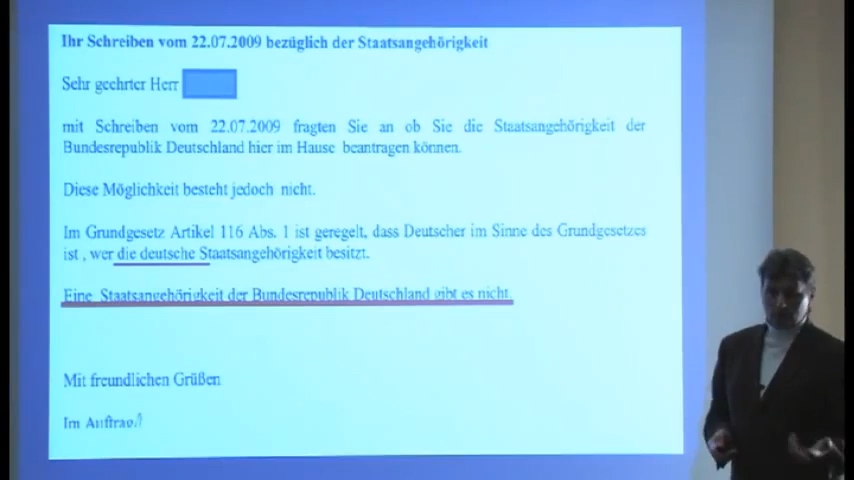 Ihr Schreiben vom 22.07.2009 bezüglich der Staatsangehörigkeit
Sehr geehrter Herr
mit Schreiben vom 22.07.2009 fragten Sie an ob Sie die Staatsangehörigkeit der
Bundesrepublik Deutschland hier im Hause beantragen können.
Diese Möglichkeit besteht jedoch nicht.
Im Grundgesetz Artikel 116 Abs. 1 ist geregelt, dass Deutscher im Sinne des Grundgesetzes
ist , wer die deutsche Staatsangehörigkeit besitzt.
Eine Staatsangehörigkeit der Bundesrepublik Deutschland gibt es nicht.
Mit freundlichen Grüßen
Im Auftrag